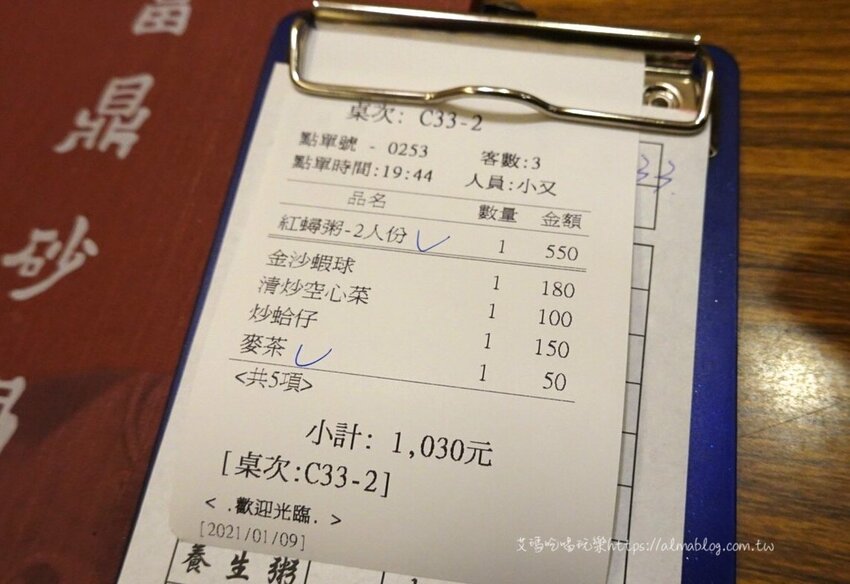 富鼎砂鍋
桌次: C33-2
點單號 - 0253 客數:3
點單時間:19:44 人員:小又
品名 數量 金額
紅蟳粥-2人份 1 550
金沙蝦球 1 180
清炒空心菜 1 100
炒蛤仔 1 150
麥茶 1 50
<共5項>
小計: 1,030元
[桌次:C33-2]
< .歡迎光臨. >
[2021/01/09]
養生粥
33
艾瑪吃喝玩樂https://almablog.com.tw